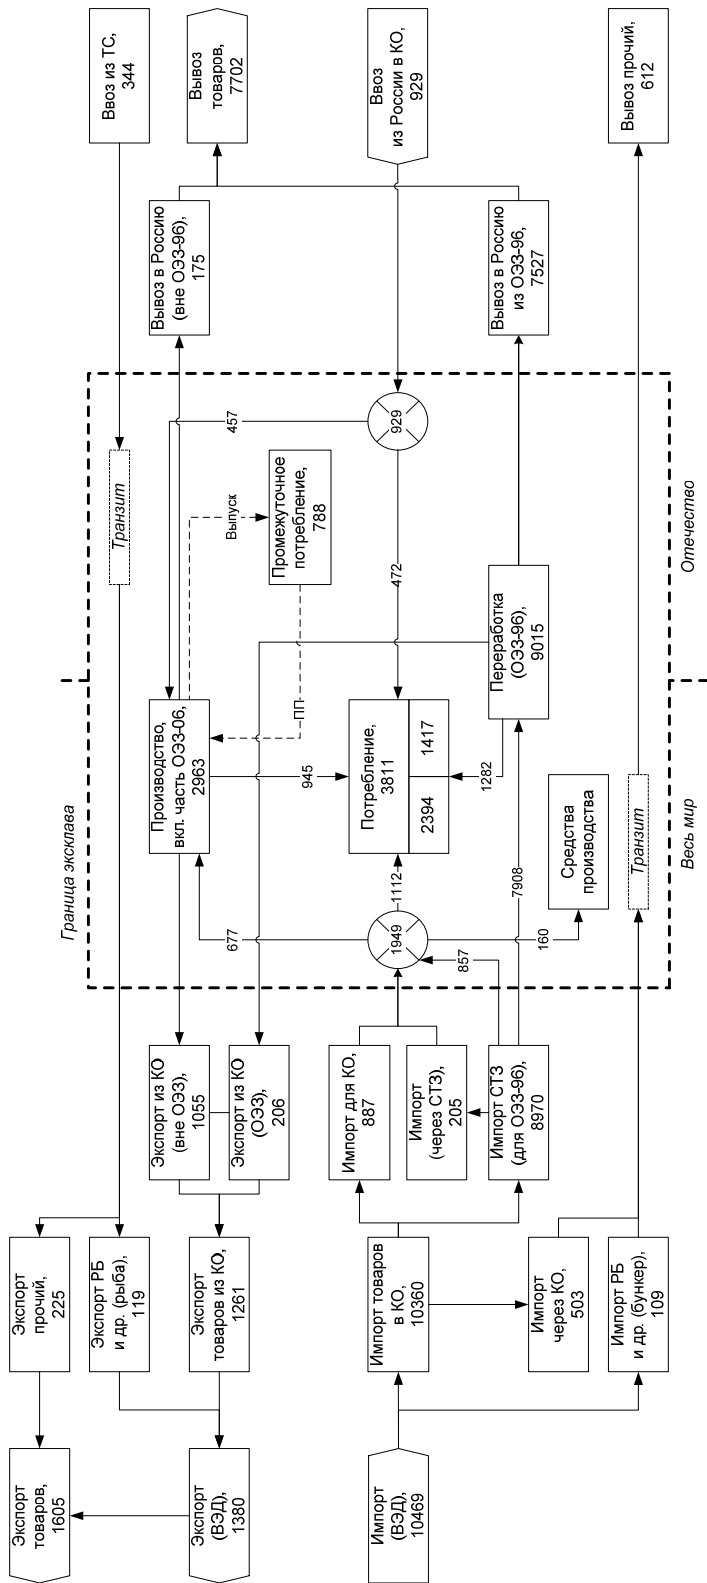 Экспорт
товаров,
1605
Экспорт
прочий,
225
Ввоз из ТС,
344
Транзит
Экспорт РБ
и др. (рыба),
119
Граница эксклава
Экспорт
(ВЭД),
1380
Экспорт
товаров из КО,
1261
Экспорт из КО
(вне ОЭЗ),
1055
Экспорт из КО
(ОЭЗ),
206
Производство,
вкл. часть ОЭЗ-06,
2963
Вывоз в Россию
(вне ОЭЗ-96),
175
Вывоз
товаров,
7702
677
457
Выпуск
Промежуточное
потребление,
788
ПП
945
Импорт
(ВЭД),
10469
Импорт товаров
в КО,
10360
Импорт для КО,
887
Импорт
(через СТЗ),
205
Импорт СТЗ
(для ОЭЗ-96),
8970
1949
1112
Потребление,
3811
2394
1417
472
929
Ввоз
из России в КО,
929
857
7908
1282
Переработка
(ОЭЗ-96),
9015
Вывоз в Россию
из ОЭЗ-96,
7527
160
Средства
производства
Импорт
через КО,
503
Импорт РБ
и др. (бункер),
109
Транзит
Вывоз прочий,
612
Весь мир
Отечество